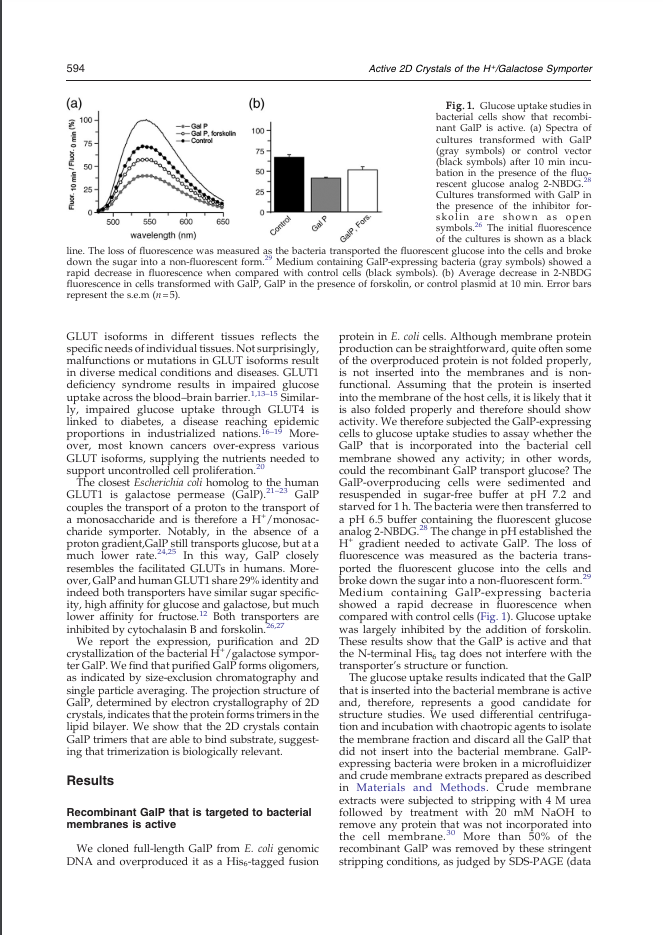 594
Active 2D Crystals of the H+/Galactose Symporter
(a)
Fluor. 10 min / Fluor. 0 min (%)
100
75
50
25
0
500
550
600
650
wavelength (nm)
Gal P
Gal P, forskolin
Control
(b)
100
75
50
25
0
Control
Gal P
GalP, Fors.
Fig. 1. Glucose uptake studies in
bacterial cells show that recombi-
nant GalP is active. (a) Spectra of
cultures transformed with GalP
(gray symbols) or control vector
(black symbols) after 10 min incu-
bation in the presence of the fluo-
rescent glucose analog 2-NBDG.28
Cultures transformed with GalP in
the presence of the inhibitor for-
skolin are shown as open
symbols.26 The initial fluorescence
of the cultures is shown as a black
line. The loss of fluorescence was measured as the bacteria transported the fluorescent glucose into the cells and broke
down the sugar into a non-fluorescent form.29 Medium containing GalP-expressing bacteria (gray symbols) showed a
rapid decrease in fluorescence when compared with control cells (black symbols). (b) Average decrease in 2-NBDG
fluorescence in cells transformed with GalP, GalP in the presence of forskolin, or control plasmid at 10 min. Error bars
represent the s.e.m (n=5).
GLUT isoforms in different tissues reflects the
specific needs of individual tissues. Not surprisingly,
malfunctions or mutations in GLUT isoforms result
in diverse medical conditions and diseases. GLUT1
deficiency syndrome results in impaired glucose
uptake across the blood–brain barrier.1,13–15 Similar-
ly, impaired glucose uptake through GLUT4 is
linked to diabetes, a disease reaching epidemic
proportions in industrialized nations.16–19 More-
over, most known cancers over-express various
GLUT isoforms, supplying the nutrients needed to
support uncontrolled cell proliferation.20
The closest Escherichia coli homolog to the human
GLUT1 is galactose permease (GalP).21–23 GalP
couples the transport of a proton to the transport of
a monosaccharide and is therefore a H+/monosac-
charide symporter. Notably, in the absence of a
proton gradient,GalP still transports glucose, but at a
much lower rate.24,25 In this way, GalP closely
resembles the facilitated GLUTs in humans. More-
over, GalP and human GLUT1 share 29% identity and
indeed both transporters have similar sugar specific-
ity, high affinity for glucose and galactose, but much
lower affinity for fructose.12 Both transporters are
inhibited by cytochalasin B and forskolin.26,27
We report the expression, purification and 2D
crystallization of the bacterial H+/galactose sympor-
ter GalP. We find that purified GalP forms oligomers,
as indicated by size-exclusion chromatography and
single particle averaging. The projection structure of
GalP, determined by electron crystallography of 2D
crystals, indicates that the protein forms trimers in the
lipid bilayer. We show that the 2D crystals contain
GalP trimers that are able to bind substrate, suggest-
ing that trimerization is biologically relevant.
Results
Recombinant GalP that is targeted to bacterial
membranes is active
We cloned full-length GalP from E. coli genomic
DNA and overproduced it as a His6-tagged fusion
protein in E. coli cells. Although membrane protein
production can be straightforward, quite often some
of the overproduced protein is not folded properly,
is not inserted into the membranes and is non-
functional. Assuming that the protein is inserted
into the membrane of the host cells, it is likely that it
is also folded properly and therefore should show
activity. We therefore subjected the GalP-expressing
cells to glucose uptake studies to assay whether the
GalP that is incorporated into the bacterial cell
membrane showed any activity; in other words,
could the recombinant GalP transport glucose? The
GalP-overproducing cells were sedimented and
resuspended in sugar-free buffer at pH 7.2 and
starved for 1 h. The bacteria were then transferred to
a pH 6.5 buffer containing the fluorescent glucose
analog 2-NBDG.28 The change in pH established the
H+ gradient needed to activate GalP. The loss of
fluorescence was measured as the bacteria trans-
ported the fluorescent glucose into the cells and
broke down the sugar into a non-fluorescent form.29
Medium containing GalP-expressing bacteria
showed a rapid decrease in fluorescence when
compared with control cells (Fig. 1). Glucose uptake
was largely inhibited by the addition of forskolin.
These results show that the GalP is active and that
the N-terminal His6 tag does not interfere with the
transporter's structure or function.
The glucose uptake results indicated that the GalP
that is inserted into the bacterial membrane is active
and, therefore, represents a good candidate for
structure studies. We used differential centrifuga-
tion and incubation with chaotropic agents to isolate
the membrane fraction and discard all the GalP that
did not insert into the bacterial membrane. GalP-
expressing bacteria were broken in a microfluidizer
and crude membrane extracts prepared as described
in Materials and Methods. Crude membrane
extracts were subjected to stripping with 4 M urea
followed by treatment with 20 mM NaOH to
remove any protein that was not incorporated into
the cell membrane.30 More than 50% of the
recombinant GalP was removed by these stringent
stripping conditions, as judged by SDS-PAGE (data